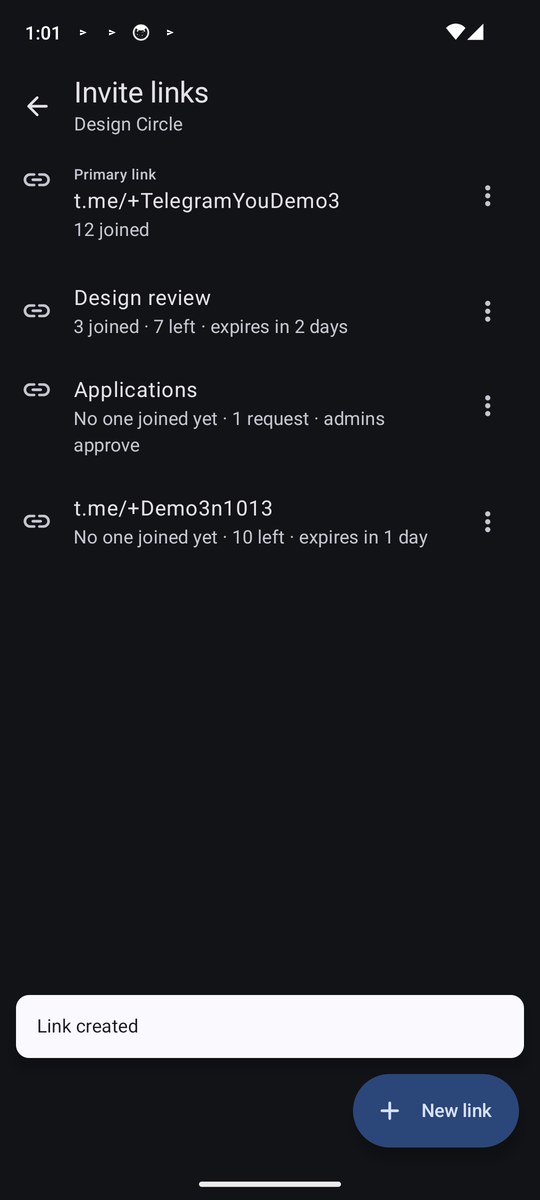 1:01
Invite links
Design Circle
Primary link
t.me/+TelegramYouDemo3
12 joined
Design review
3 joined · 7 left · expires in 2 days
Applications
No one joined yet · 1 request · admins
approve
t.me/+Demo3n1013
No one joined yet · 10 left · expires in 1 day
Link created
New link